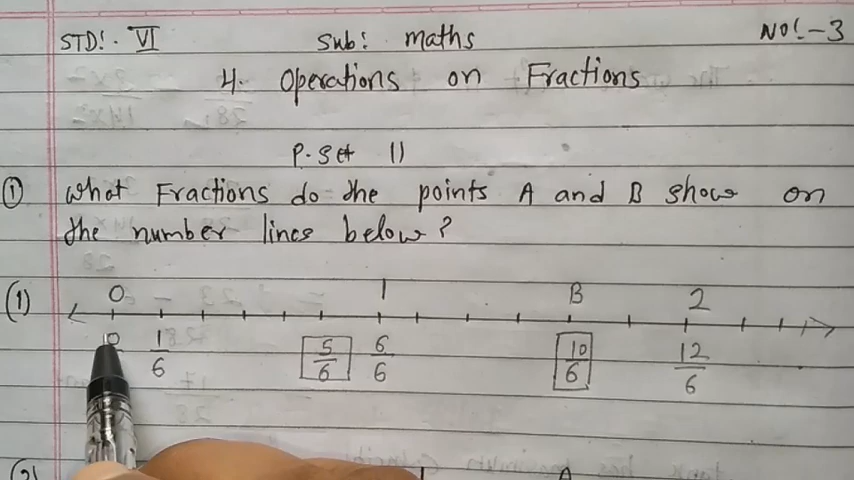 STD:- VI Sub: maths NO:-3
4. Operations on Fractions
P. Set 11
① What Fractions do the points A and B show on
the number lines below?
(1) 0 1 B 2
0 1/6 5/6 6/6 10/6 12/6
(2) A